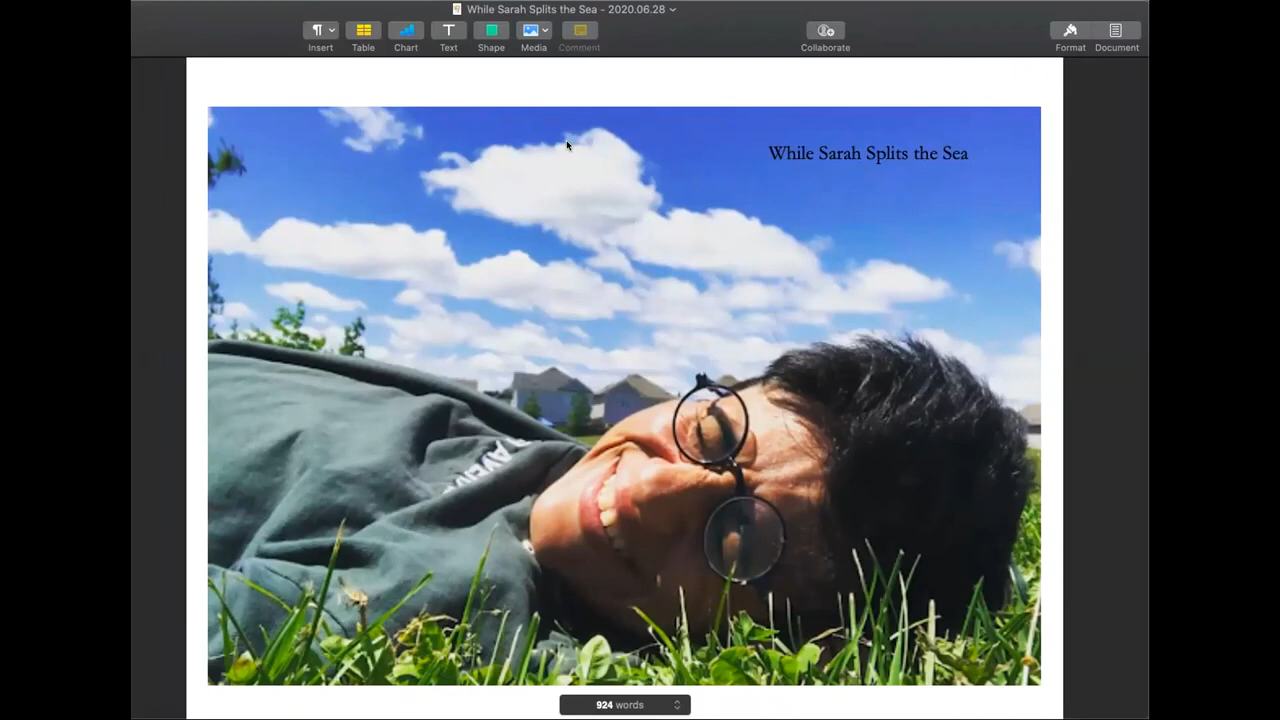 While Sarah Splits the Sea - 2020.06.28
Insert
Table
Chart
Text
Shape
Media
Comment
Collaborate
Format
Document
While Sarah Splits the Sea
924 words